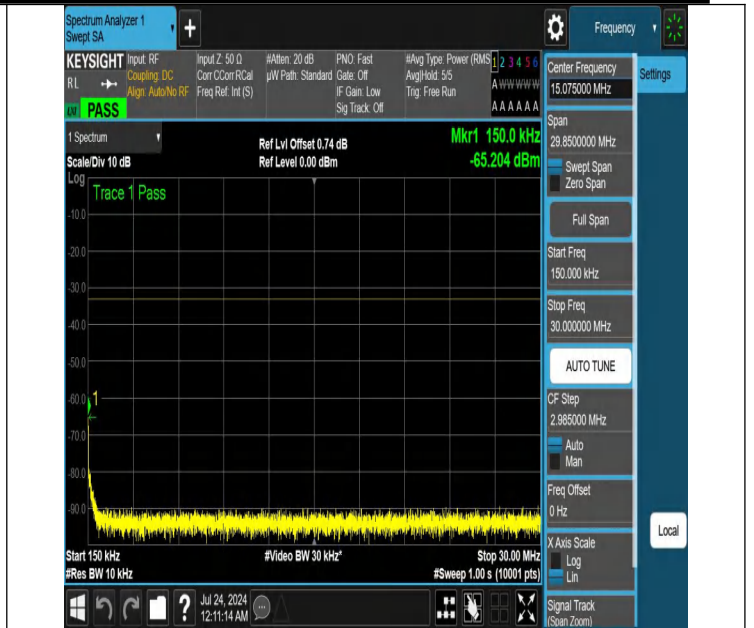 Spectrum Analyzer 1
Swept SA
+
Frequency
KEYSIGHT
RL
PASS
Input: RF
Coupling: DC
Align: Auto/No RF
Input Z: 50 Ω
Corr CCorr RCal
Freq Ref: Int (S)
#Atten: 20 dB
µW Path: Standard
PNO: Fast
Gate: Off
IF Gain: Low
Sig Track: Off
#Avg Type: Power (RMS
Avg|Hold: 5/5
Trig: Free Run
1 2 3 4 5 6
A W W W W W
A A A A A A
1 Spectrum
Scale/Div 10 dB
Log
Ref Lvl Offset 0.74 dB
Ref Level 0.00 dBm
Mkr1 150.0 kHz
-65.204 dBm
Trace 1 Pass
-10.0
-20.0
-30.0
-40.0
-50.0
-60.0
1
-70.0
-80.0
-90.0
Start 150 kHz
#Res BW 10 kHz
#Video BW 30 kHz*
Stop 30.00 MHz
#Sweep 1.00 s (10001 pts)
Center Frequency
15.075000 MHz
Settings
Span
29.8500000 MHz
Swept Span
Zero Span
Full Span
Start Freq
150.000 kHz
Stop Freq
30.000000 MHz
AUTO TUNE
CF Step
2.985000 MHz
Auto
Man
Freq Offset
0 Hz
X Axis Scale
Log
Lin
Local
Signal Track
(Span Zoom)
?
Jul 24, 2024
12:11:14 AM